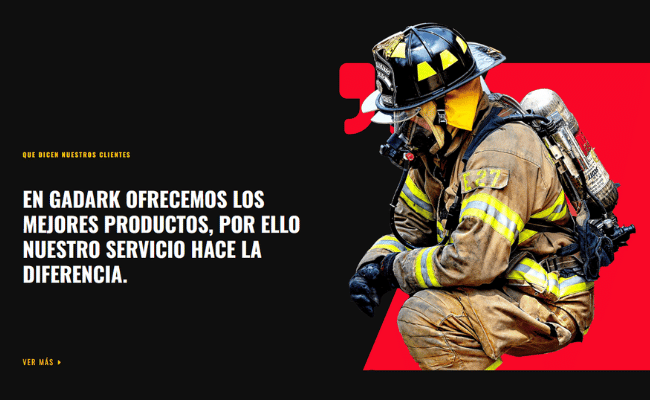 QUE DICEN NUESTROS CLIENTES
EN GADARK OFRECEMOS LOS
MEJORES PRODUCTOS, POR ELLO
NUESTRO SERVICIO HACE LA
DIFERENCIA.
VER MÁS